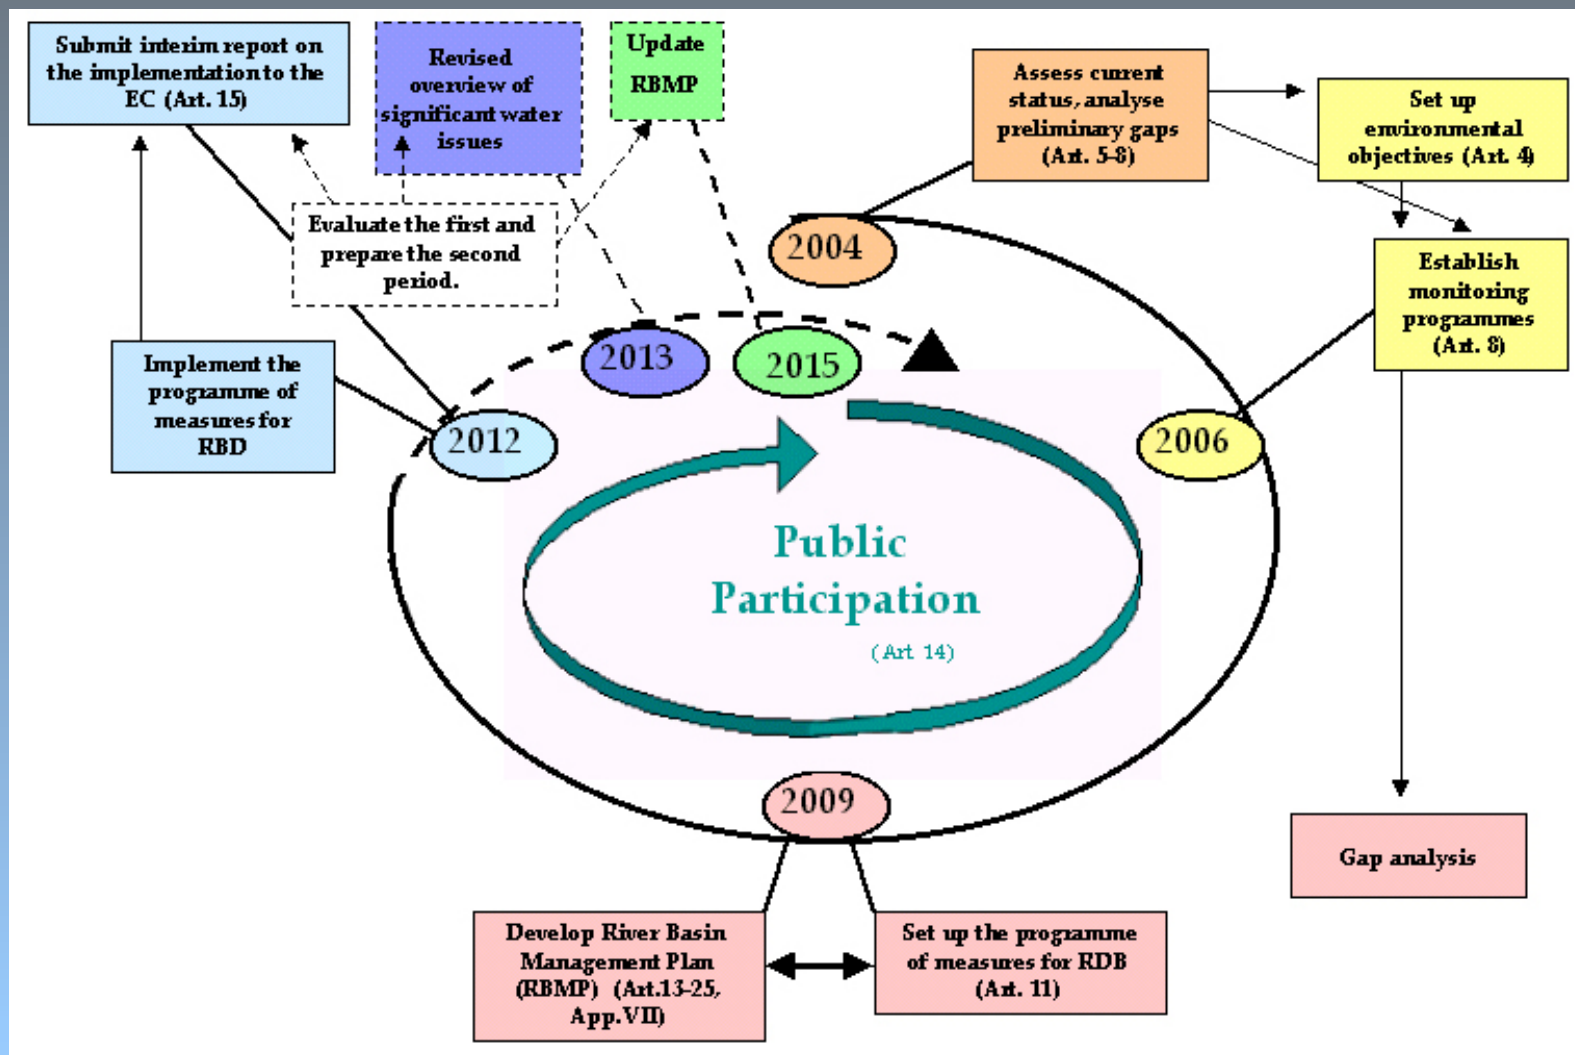 Submit interim report on
the implementation to the
EC (Art. 15)
Revised
overview of
significant water
issues
Update
RBMP
Assess current
status, analyse
preliminary gaps
(Art. 5-8)
Set up
environmental
objectives (Art. 4)
Evaluate the first and
prepare the second
period.
2004
Establish
monitoring
programmes
(Art. 8)
Implement the
programme of
measures for
RBD
2013
2015
2012
2006
Public
Participation
(Art 14)
2009
Gap analysis
Develop River Basin
Management Plan
(RBMP) (Art.13-25,
App.VII)
Set up the programme
of measures for RDB
(Art. 11)